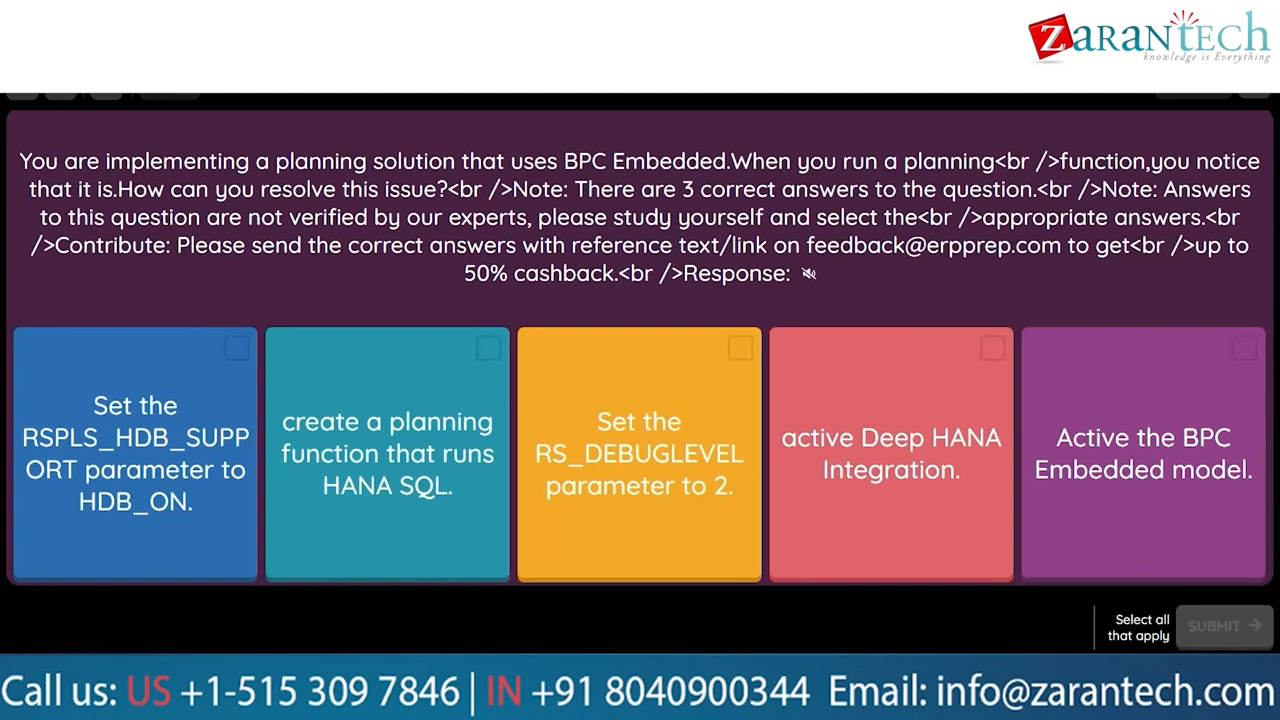 ZARANTECH
knowledge is Everything
You are implementing a planning solution that uses BPC Embedded.When you run a planning<br />function,you notice
that it is.How can you resolve this issue?<br />Note: There are 3 correct answers to the question.<br />Note: Answers
to this question are not verified by our experts, please study yourself and select the<br />appropriate answers.<br
/>Contribute: Please send the correct answers with reference text/link on feedback@erpprep.com to get<br />up to
50% cashback.<br />Response:
Set the
RSPLS_HDB_SUPP
ORT parameter to
HDB_ON.
create a planning
function that runs
HANA SQL.
Set the
RS_DEBUGLEVEL
parameter to 2.
active Deep HANA
Integration.
Active the BPC
Embedded model.
Select all
that apply
SUBMIT
Call us: US +1-515 309 7846 | IN +91 8040900344 Email: info@zarantech.com